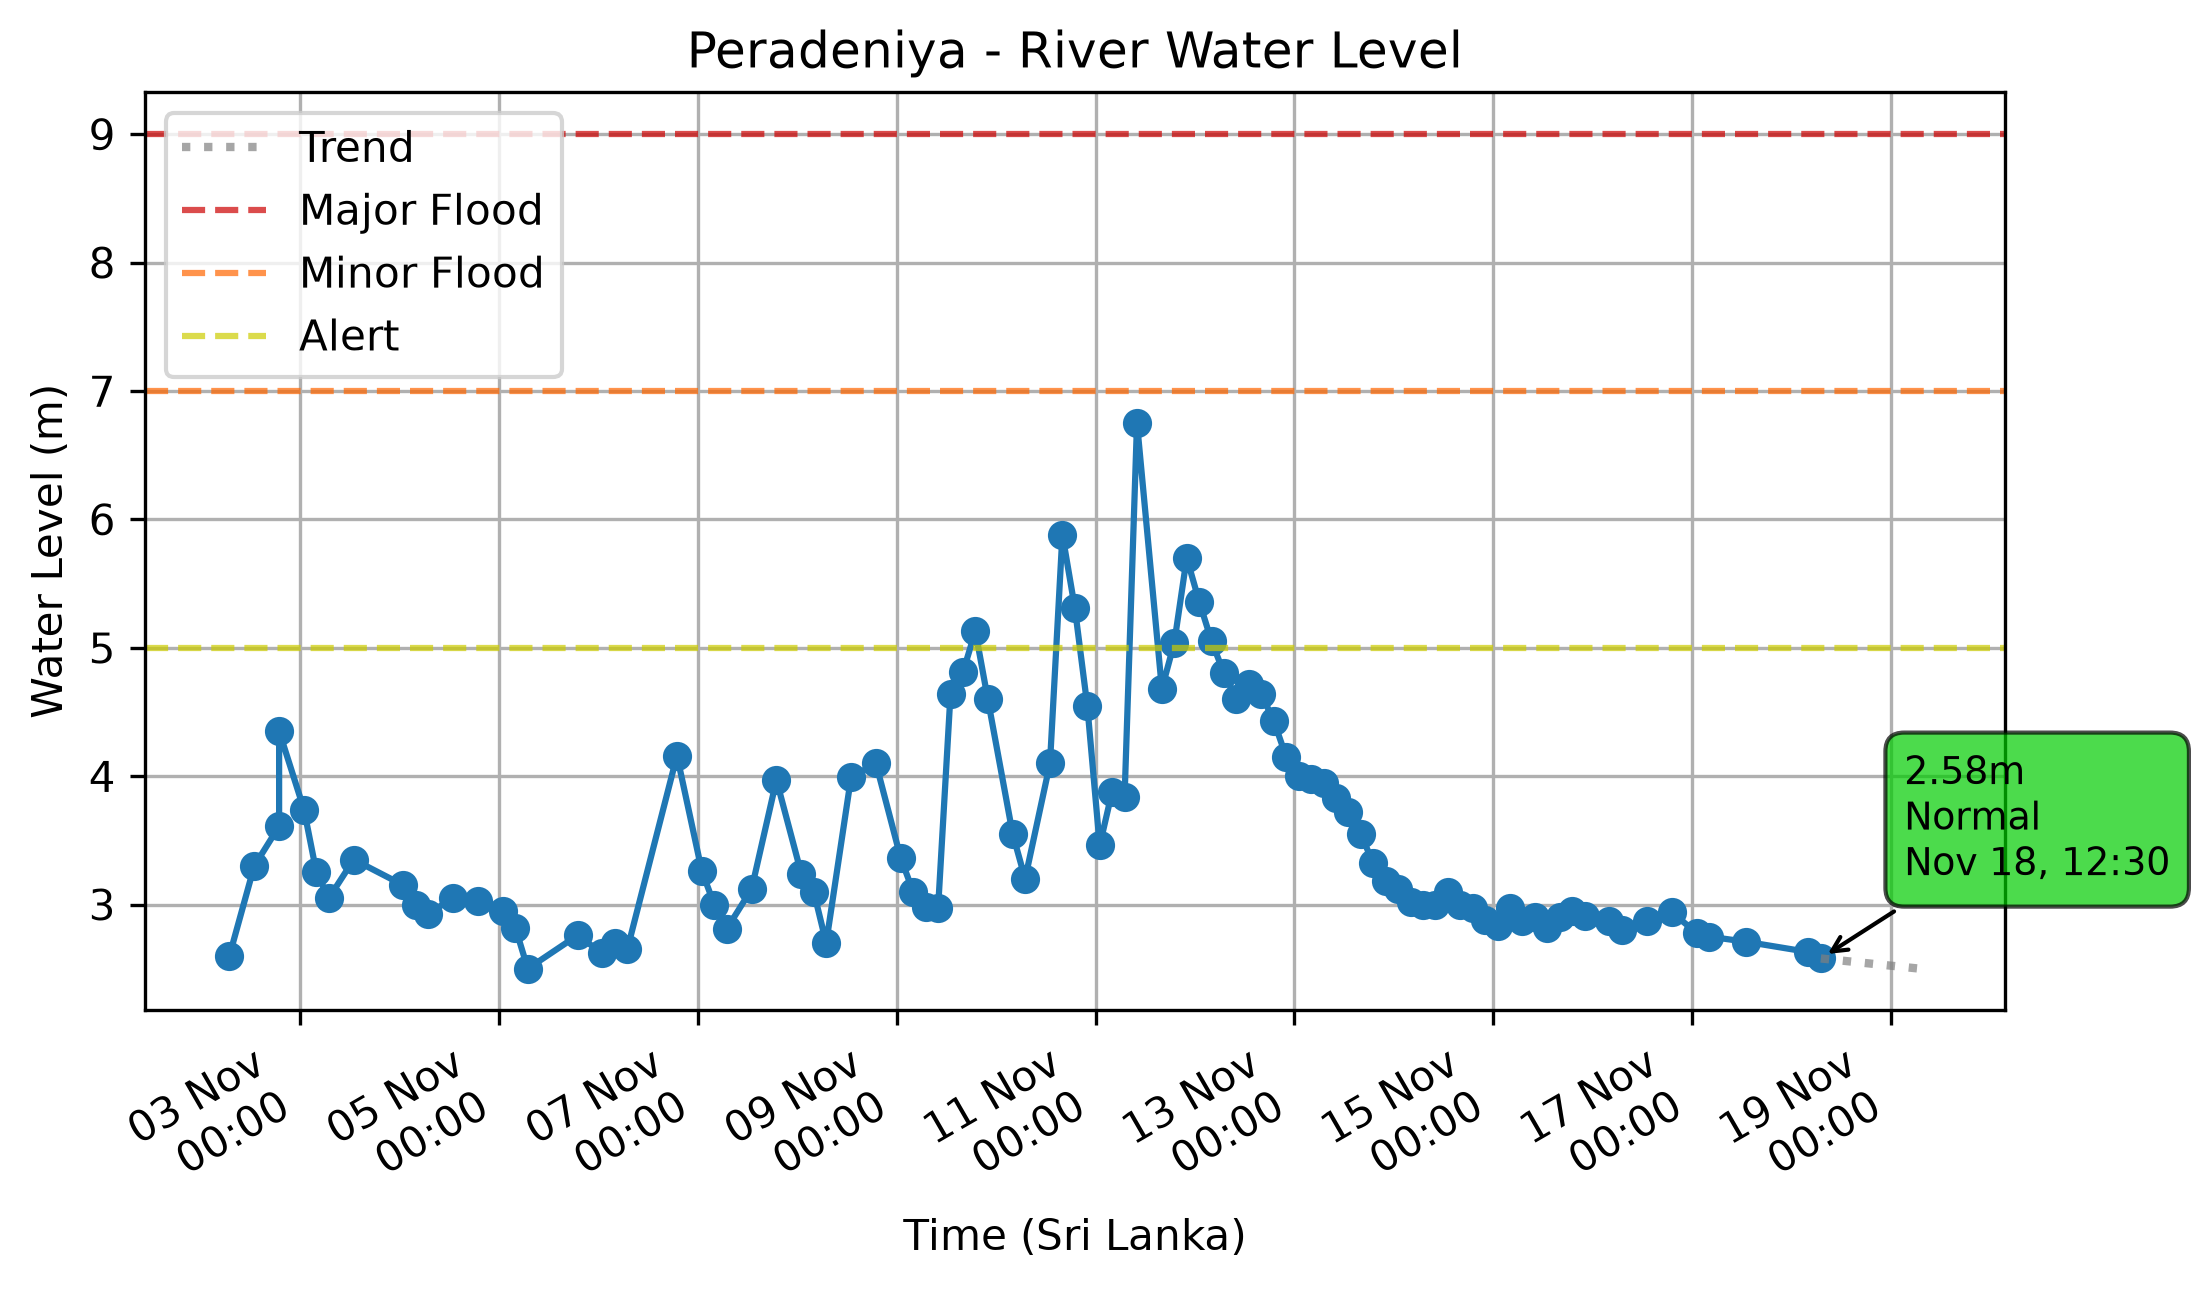 Peradeniya - River Water Level
Water Level (m)
9
8
7
6
5
4
3
Trend
Major Flood
Minor Flood
Alert
2.58m
Normal
Nov 18, 12:30
03 Nov
00:00
05 Nov
00:00
07 Nov
00:00
09 Nov
00:00
11 Nov
00:00
13 Nov
00:00
15 Nov
00:00
17 Nov
00:00
19 Nov
00:00
Time (Sri Lanka)